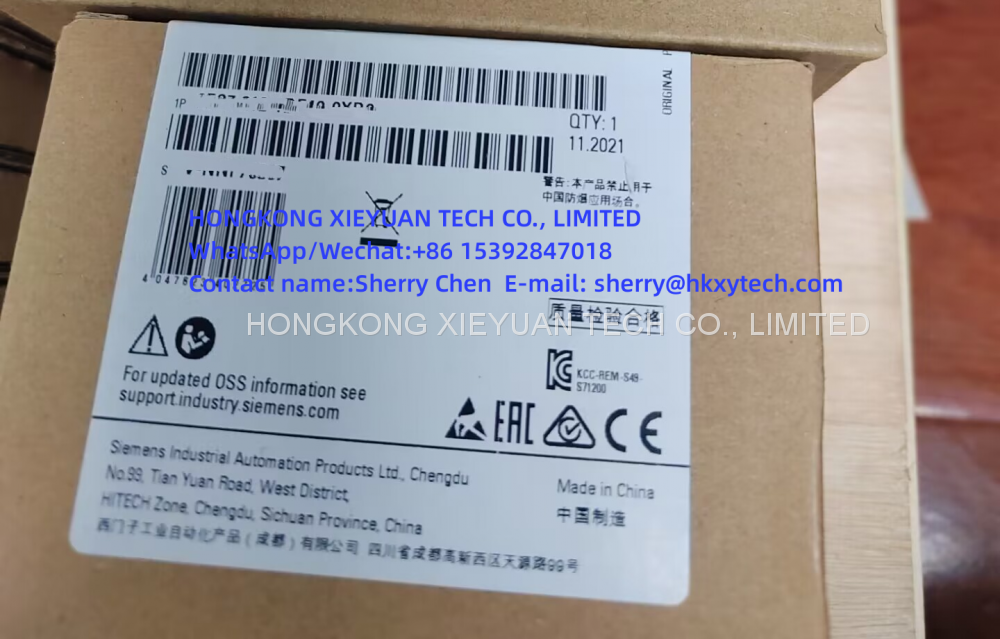 ORIGINAL
1P
QTY: 1
11.2021
S
警告: 本产品禁止用于
中国防爆应用场合。
HONGKONG XIEYUAN TECH CO., LIMITED
WhatsApp/Wechat:+86 15392847018
Contact name:Sherry Chen E-mail: sherry@hkxytech.com
质量检验合格
HONGKONG XIEYUAN TECH CO., LIMITED
KCC-REM-S49-
S71200
For updated OSS information see
support.industry.siemens.com
EAC
CE
Siemens Industrial Automation Products Ltd., Chengdu
No.99, Tian Yuan Road, West District,
HITECH Zone, Chengdu, Sichuan Province, China
Made in China
中国制造
西门子工业自动化产品（成都）有限公司 四川省成都高新西区天源路99号